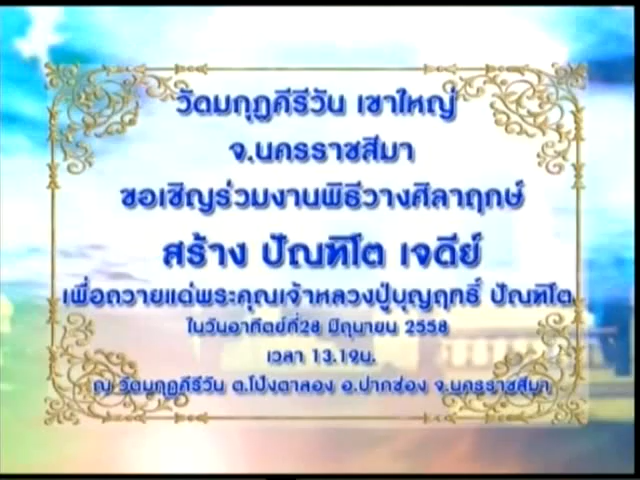 วัดมกุฏคีรีวัน เขาใหญ่
จ.นครราชสีมา
ขอเชิญร่วมงานพิธีวางศิลาฤกษ์
สร้าง ปัณฑิโต เจดีย์
เพื่อถวายแด่พระคุณเจ้าหลวงปู่บุญฤทธิ์ ปัณฑิโต
ในวันอาทิตย์ที่28 มิถุนายน 2558
เวลา 13.19น.
ณ วัดมกุฏคีรีวัน ต.โป่งตาลอง อ.ปากช่อง จ.นครราชสีมา